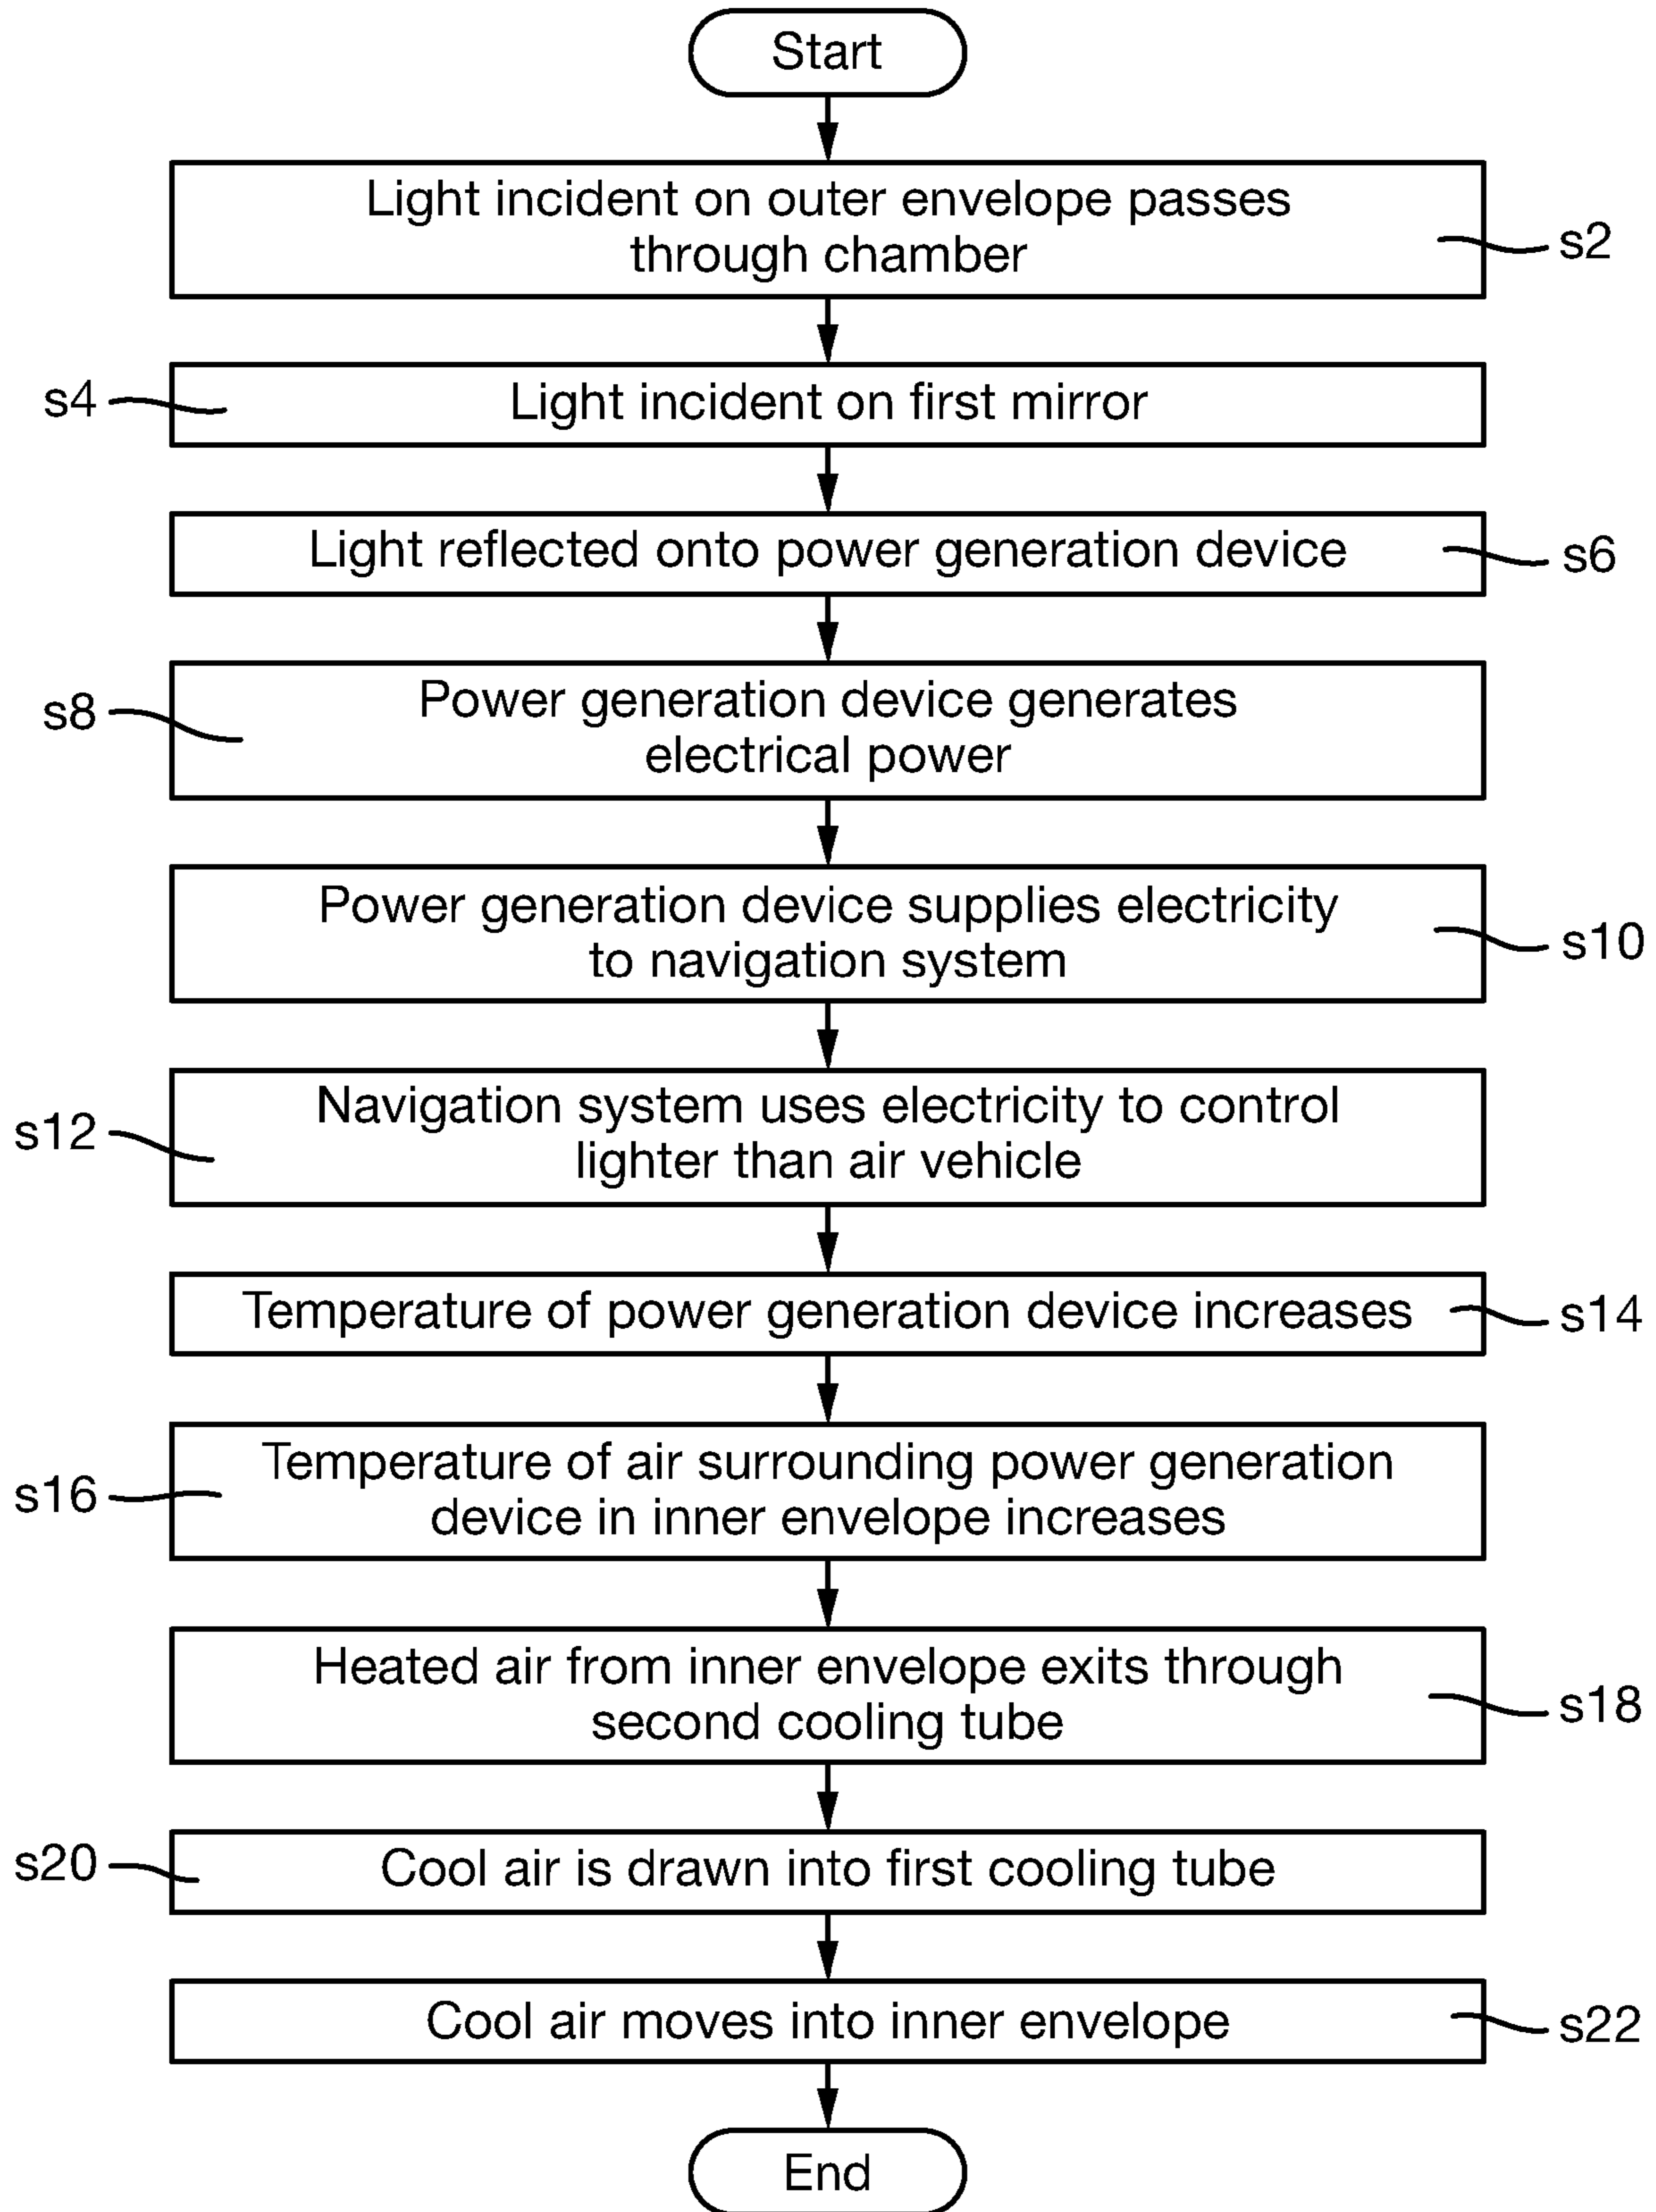 Start
Light incident on outer envelope passes
through chamber
s2
s4
Light incident on first mirror
Light reflected onto power generation device
s6
s8
Power generation device generates
electrical power
Power generation device supplies electricity
to navigation system
s10
s12
Navigation system uses electricity to control
lighter than air vehicle
Temperature of power generation device increases
s14
s16
Temperature of air surrounding power generation
device in inner envelope increases
Heated air from inner envelope exits through
second cooling tube
s18
s20
Cool air is drawn into first cooling tube
Cool air moves into inner envelope
s22
End